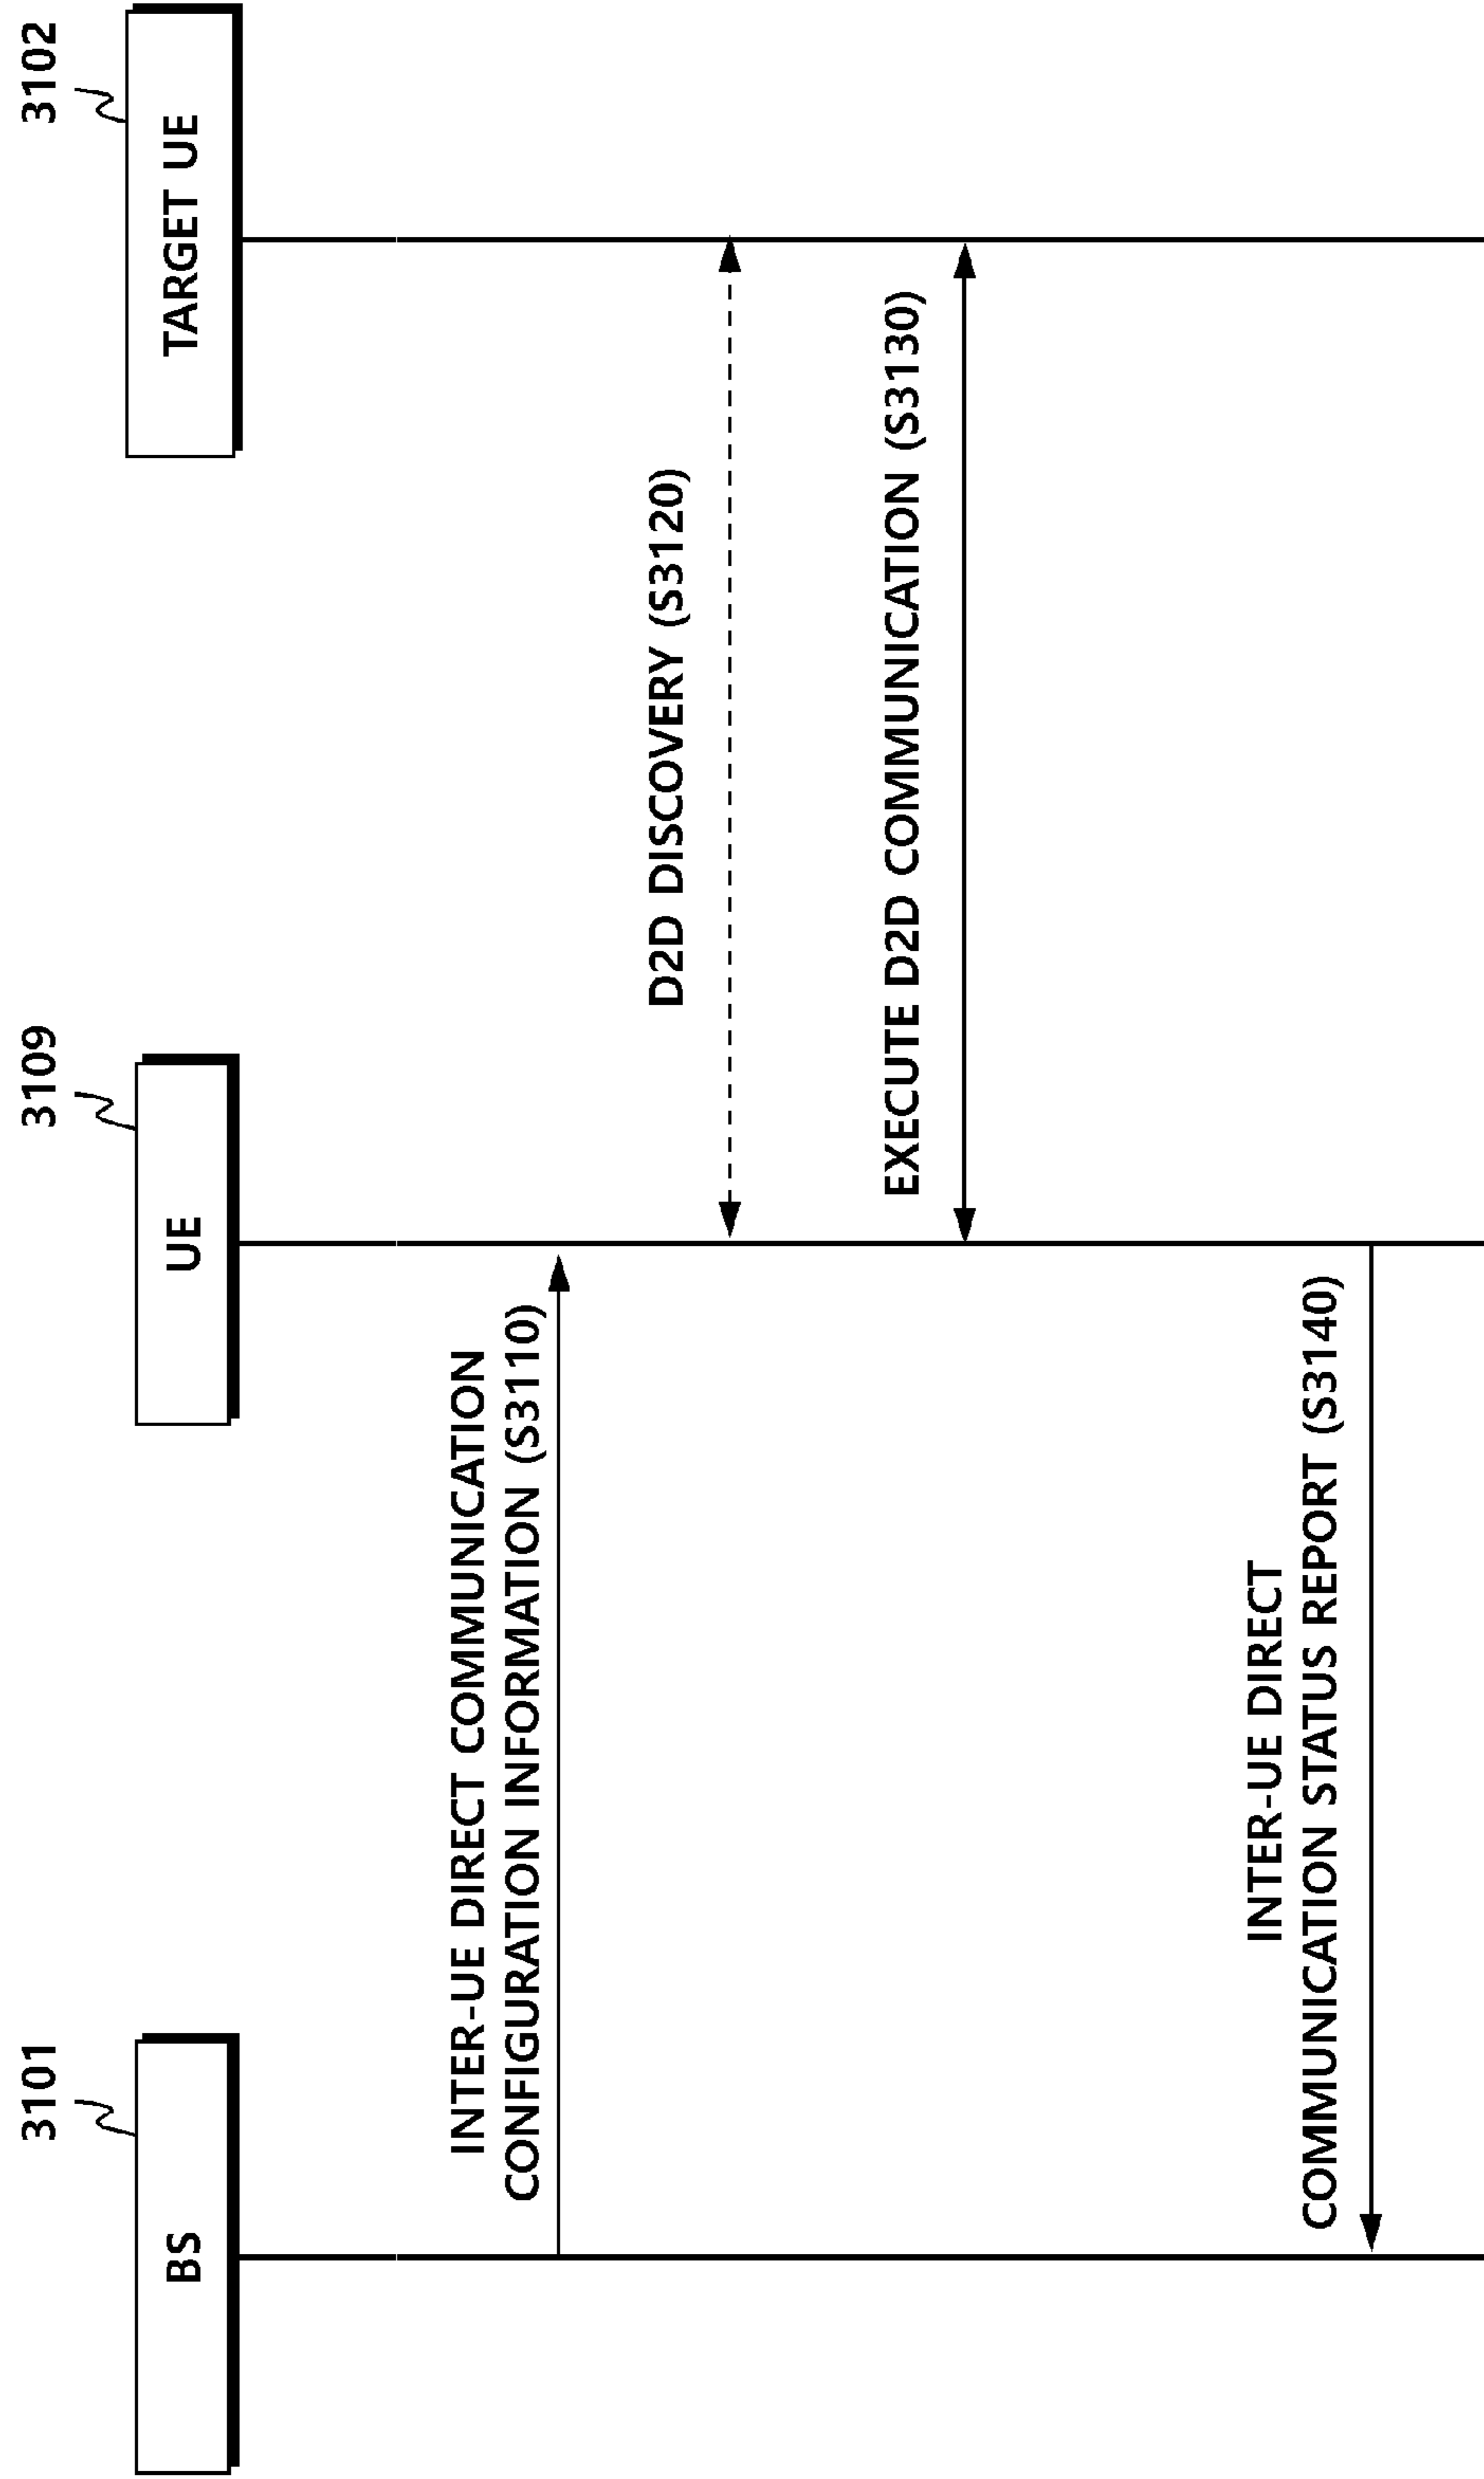 3101
3109
3102
BS
UE
TARGET UE
INTER-UE DIRECT COMMUNICATION
CONFIGURATION INFORMATION (S3110)
D2D DISCOVERY (S3120)
EXECUTE D2D COMMUNICATION (S3130)
INTER-UE DIRECT
COMMUNICATION STATUS REPORT (S3140)